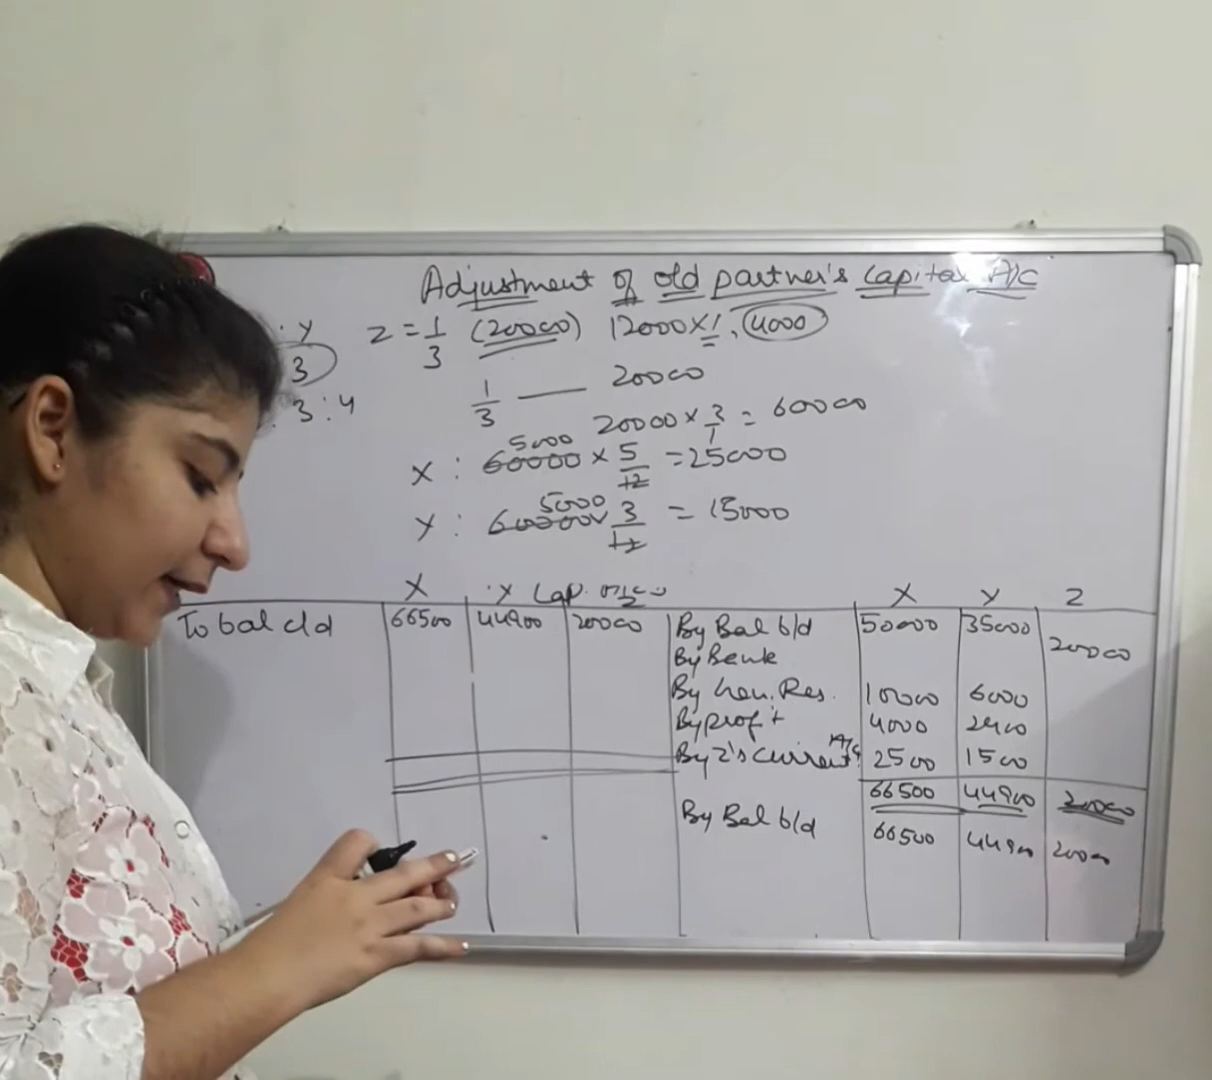 Adjustment of old partner's Capital A/c
: Y Z = 1/3 (20000) 12000 × 1, 4000
3
1/3 —— 20000
3 : 4
20000 × 3/1 = 60000
5000
X : 60000 × 5/12 = 25000
5000
Y : 60000 × 3/12 = 15000
X Y Cap. X Y Z
To bal c/d 66500 44900 20000 By Bal b/d 50000 35000
By Bank 20000
By Gen. Res. 10000 6000
By profit 4000 2400
By Z's current A/c 2500 1500
66500 44900 20000
By Bal b/d 66500 44900 20000